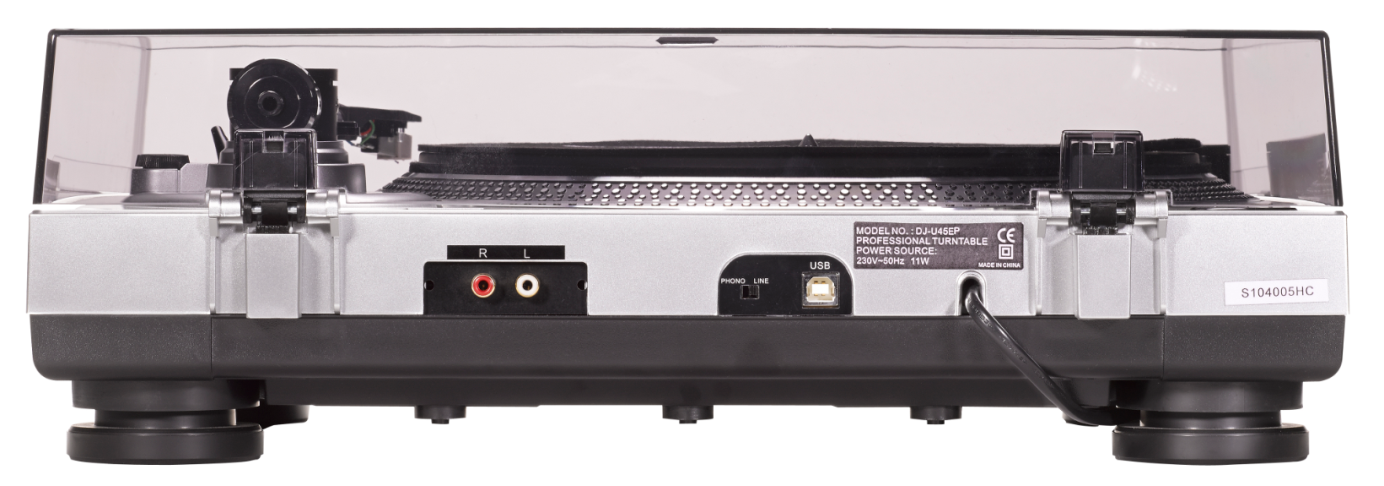 R L
PHONO LINE
USB
MODEL NO. : DJ-U45EP
PROFESSIONAL TURNTABLE
POWER SOURCE:
230V~50Hz 11W
CE
MADE IN CHINA
S104005HC